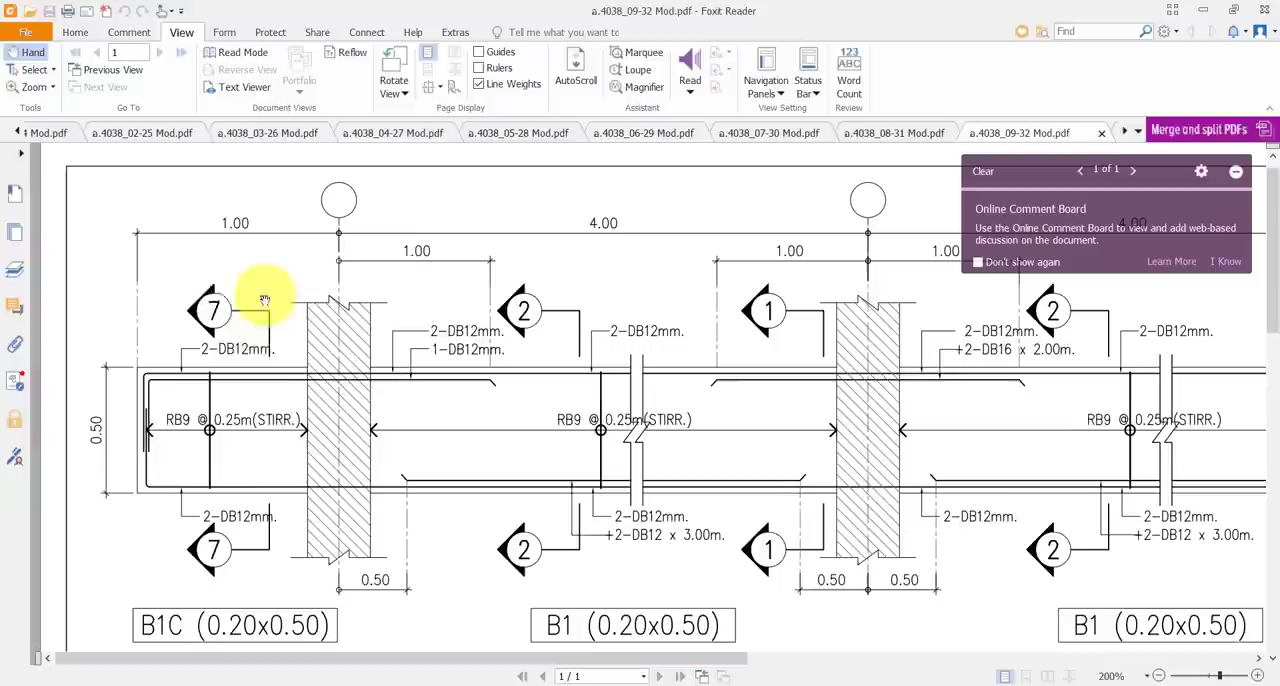 a.4038_09-32 Mod.pdf - Foxit Reader
File Home Comment View Form Protect Share Connect Help Extras Tell me what you want to Find
Hand 1 Read Mode Reflow Guides Marquee
Select Previous View Reverse View Rulers Loupe
Zoom Next View Text Viewer Portfolio Rotate View Line Weights AutoScroll Magnifier Read Navigation Panels Status Bar Word Count
123
ABC
Tools Go To Document Views Page Display Assistant View Setting Review
Mod.pdf a.4038_02-25 Mod.pdf a.4038_03-26 Mod.pdf a.4038_04-27 Mod.pdf a.4038_05-28 Mod.pdf a.4038_06-29 Mod.pdf a.4038_07-30 Mod.pdf a.4038_08-31 Mod.pdf a.4038_09-32 Mod.pdf Merge and split PDFs
Clear 1 of 1
Online Comment Board
Use the Online Comment Board to view and add web-based
discussion on the document.
Don't show again Learn More I Know
1.00 4.00 4.00
1.00 1.00 1.00
7 2 1 2
2-DB12mm. 2-DB12mm. 2-DB12mm. 2-DB12mm.
2-DB12mm. 1-DB12mm. +2-DB16 x 2.00m.
0.50 RB9 @ 0.25m(STIRR.) RB9 @ 0.25m(STIRR.) RB9 @ 0.25m(STIRR.)
2-DB12mm. 2-DB12mm. 2-DB12mm. 2-DB12mm.
+2-DB12 x 3.00m. +2-DB12 x 3.00m.
7 2 1 2
0.50 0.50 0.50
B1C (0.20x0.50) B1 (0.20x0.50) B1 (0.20x0.50)
1 / 1 200%